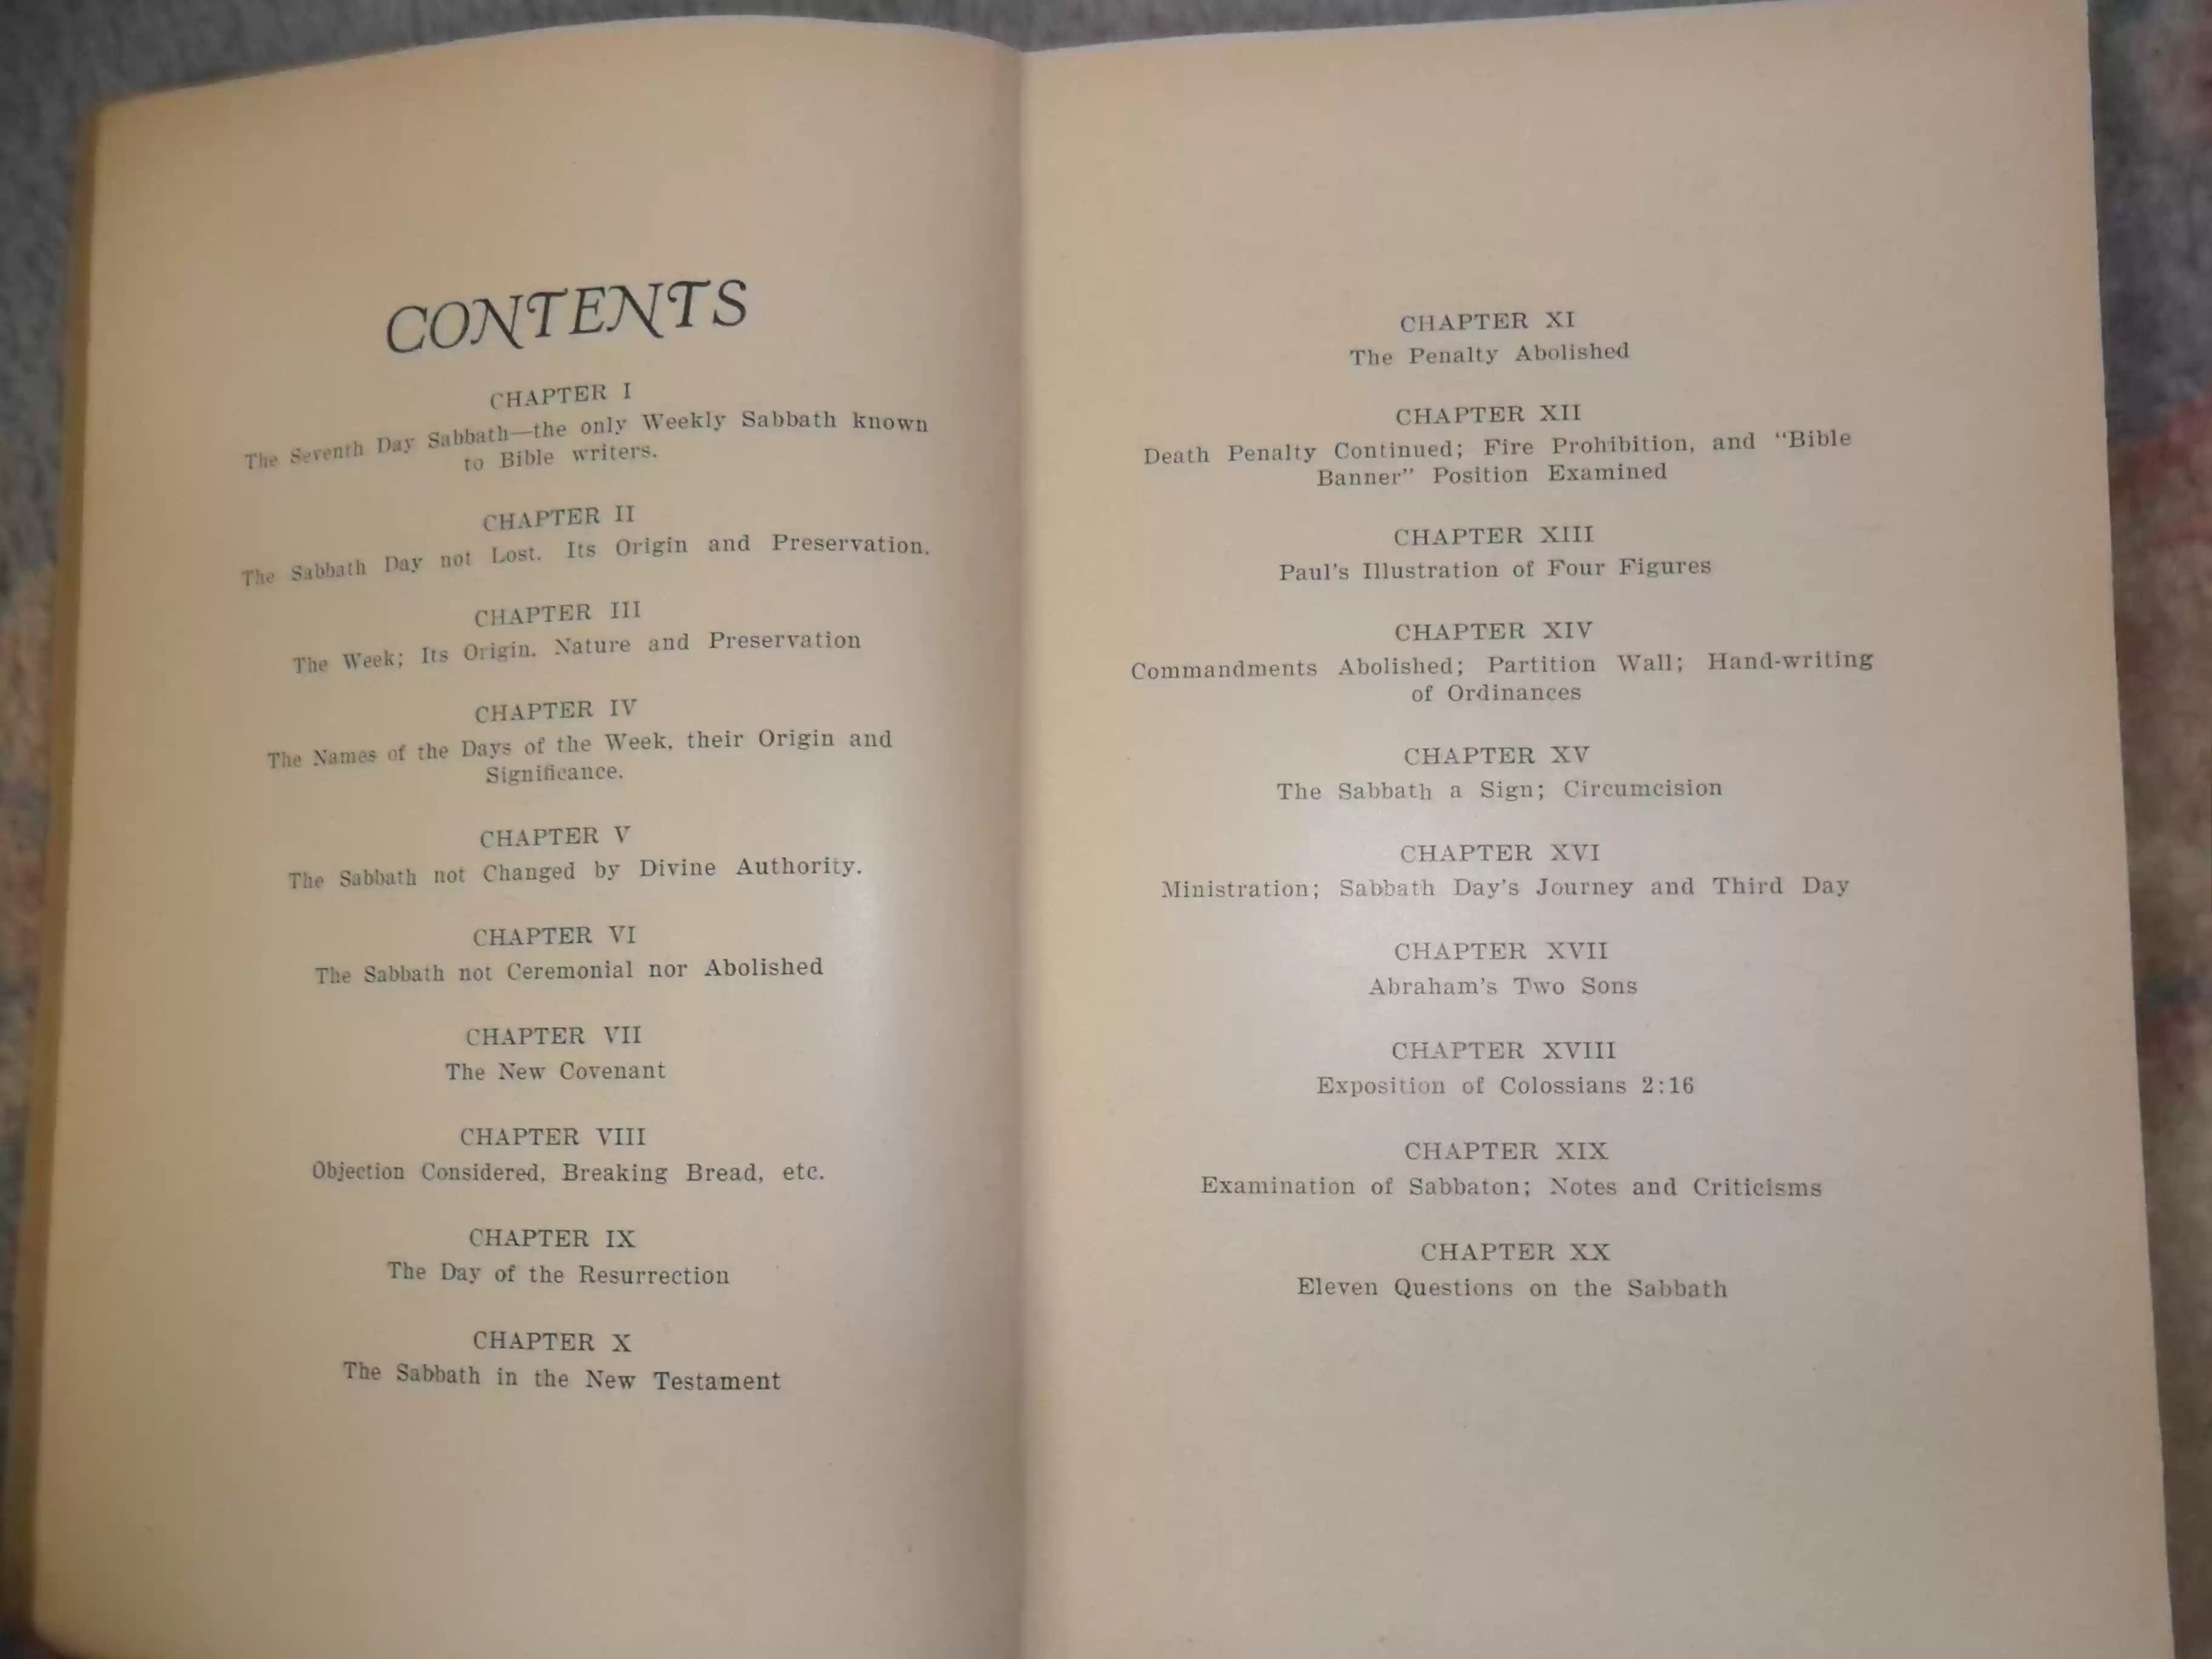 CONTENTS
CHAPTER I
The Seventh Day Sabbath—the only Weekly Sabbath known
to Bible writers.
CHAPTER II
The Sabbath Day not Lost. Its Origin and Preservation.
CHAPTER III
The Week; Its Origin. Nature and Preservation
CHAPTER IV
The Names of the Days of the Week, their Origin and
Significance.
CHAPTER V
The Sabbath not Changed by Divine Authority.
CHAPTER VI
The Sabbath not Ceremonial nor Abolished
CHAPTER VII
The New Covenant
CHAPTER VIII
Objection Considered, Breaking Bread, etc.
CHAPTER IX
The Day of the Resurrection
CHAPTER X
The Sabbath in the New Testament
CHAPTER XI
The Penalty Abolished
CHAPTER XII
Death Penalty Continued; Fire Prohibition, and “Bible
Banner” Position Examined
CHAPTER XIII
Paul's Illustration of Four Figures
CHAPTER XIV
Commandments Abolished; Partition Wall; Hand-writing
of Ordinances
CHAPTER XV
The Sabbath a Sign; Circumcision
CHAPTER XVI
Ministration; Sabbath Day's Journey and Third Day
CHAPTER XVII
Abraham's Two Sons
CHAPTER XVIII
Exposition of Colossians 2:16
CHAPTER XIX
Examination of Sabbaton; Notes and Criticisms
CHAPTER XX
Eleven Questions on the Sabbath